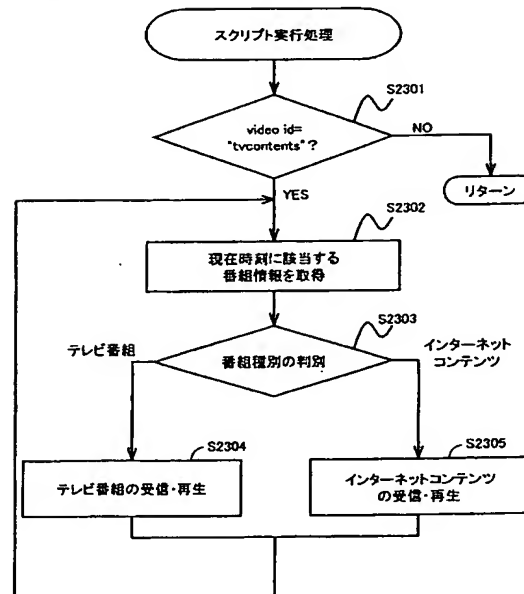 スクリプト実行処理
S2301
video id=
"tvcontents"?
NO
リターン
YES
S2302
現在時刻に該当する
番組情報を取得
S2303
テレビ番組
番組種別の判別
インターネット
コンテンツ
S2304
テレビ番組の受信・再生
S2305
インターネットコンテンツ
の受信・再生